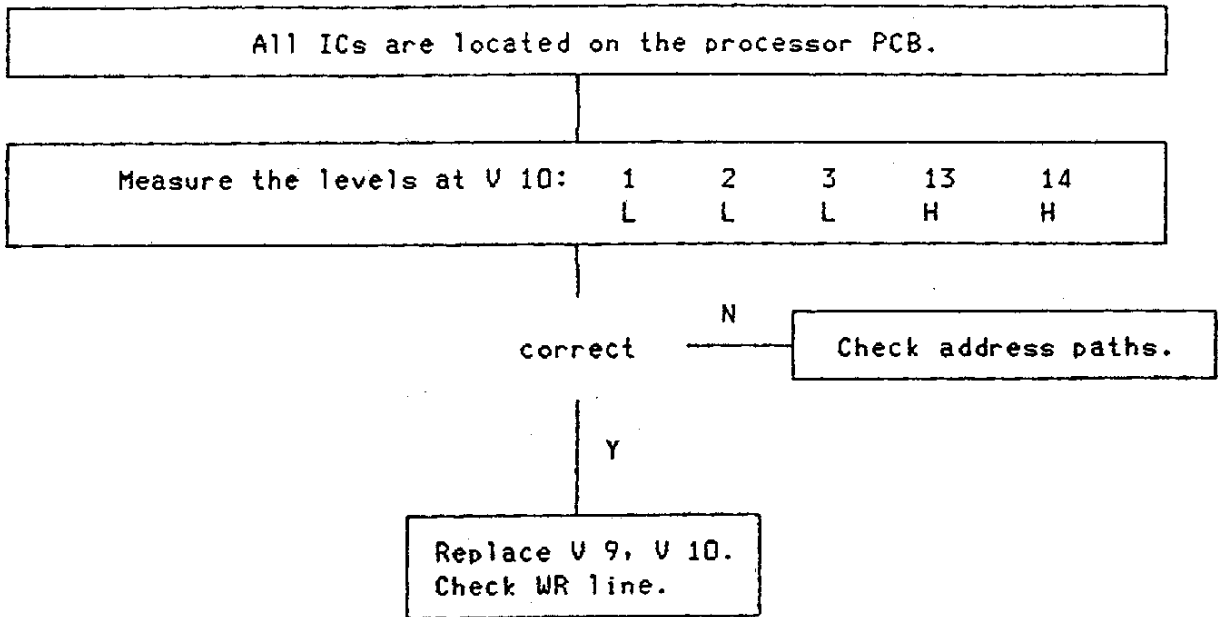 All ICs are located on the processor PCB.
Measure the levels at V 10: 1 2 3 13 14
L L L H H
N
correct
Check address paths.
Y
Replace V 9, V 10.
Check WR line.